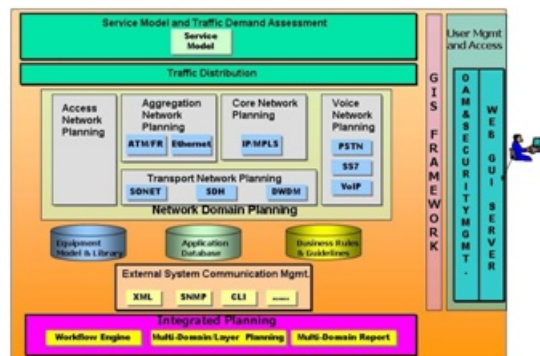 Service Model and Traffic Demand Assessment
Service
Model
Traffic Distribution
Access
Network
Planning
Aggregation
Network
Planning
ATM/FR
Ethernet
Core Network
Planning
IP/MPLS
Voice
Network
Planning
PSTN
SS7
VoIP
Transport Network Planning
SONET
SDH
DWDM
Network Domain Planning
Equipment
Model & Library
Application
Database
Business Rules
& Guidelines
External System Communication Mgmt.
XML
SNMP
CLI
......
Integrated Planning
Workflow Engine
Multi-Domain/Layer Planning
Multi-Domain Report
GIS FRAMEWORK
User Mgmt
and Access
OAM&SECURITYMGMT.
WEB GUI SERVER